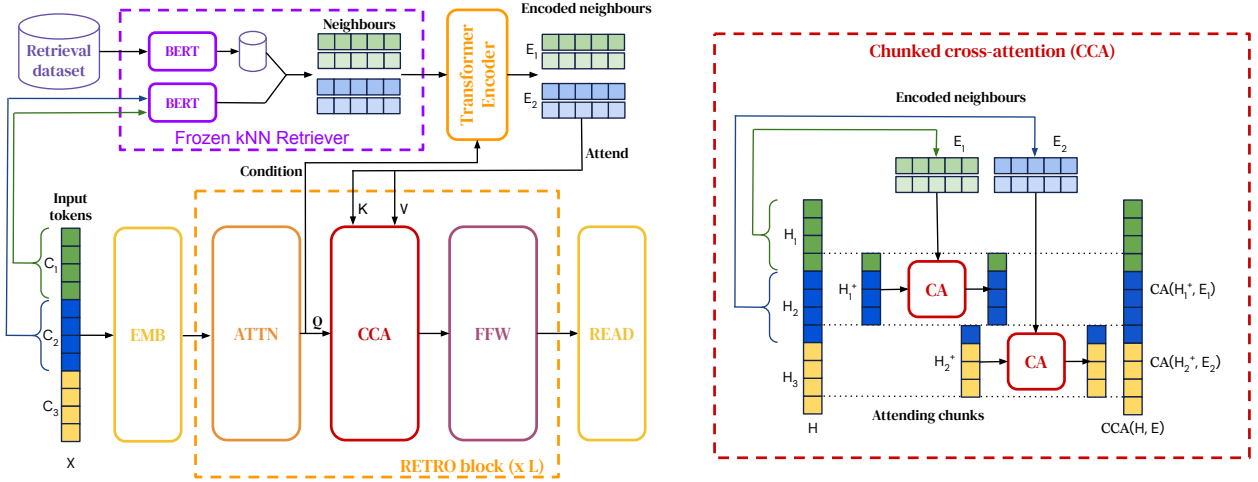 Retrieval
dataset
BERT
BERT
Neighbours
Frozen kNN Retriever
Transformer
Encoder
Encoded neighbours
E₁
E₂
Condition
Attend
K
V
Input
tokens
C₁
C₂
C₃
X
EMB
ATTN
Q
CCA
FFW
READ
RETRO block (x L)
Chunked cross-attention (CCA)
Encoded neighbours
E₁
E₂
H₁
H₂
H₃
H
H₁⁺
CA
H₂⁺
CA
Attending chunks
CA(H₁⁺, E₁)
CA(H₂⁺, E₂)
CCA(H, E)